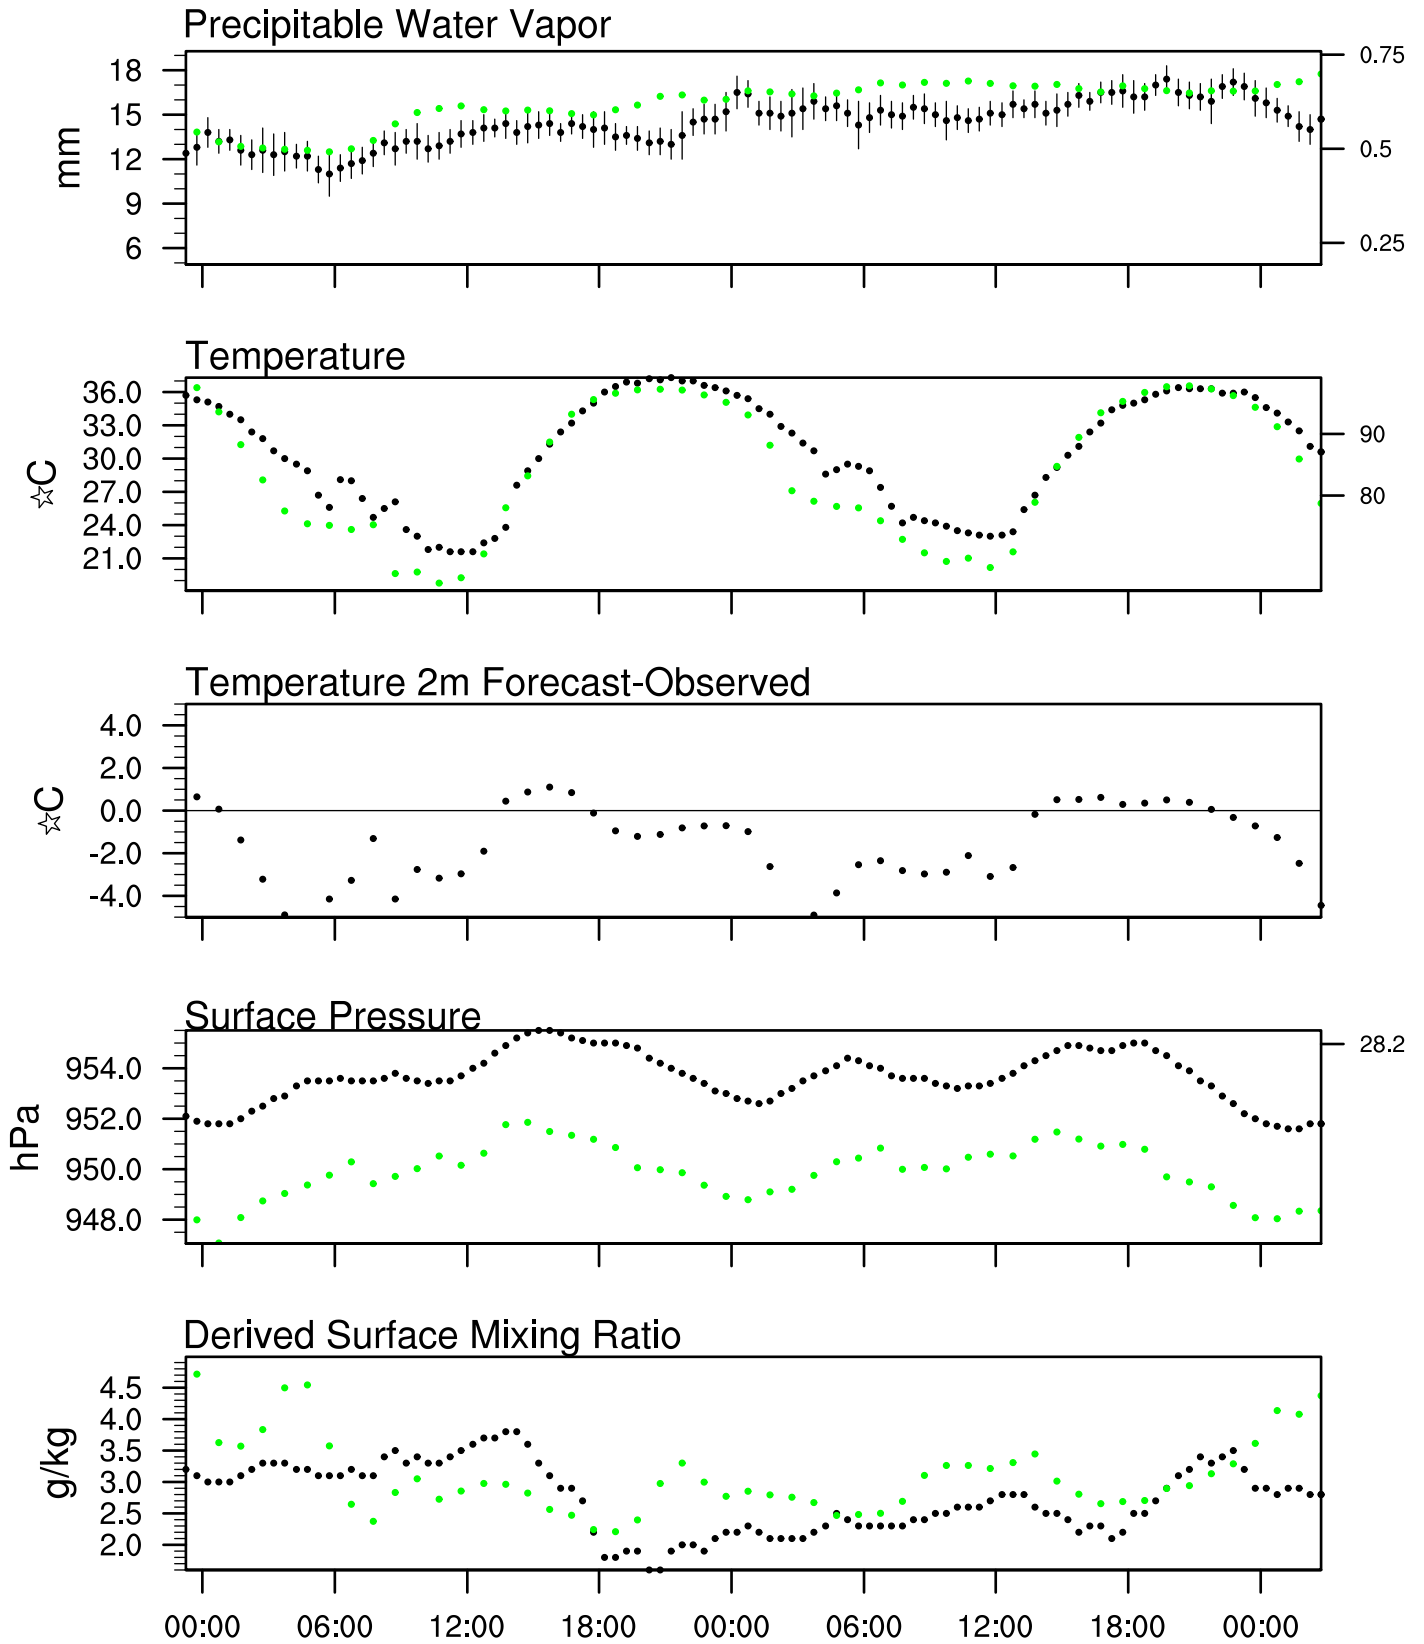 Precipitable Water Vapor
18
15
12
9
6
mm
0.75
0.5
0.25
Temperature
36.0
33.0
30.0
27.0
24.0
21.0
☆C
90
80
Temperature 2m Forecast-Observed
4.0
2.0
0.0
-2.0
-4.0
☆C
Surface Pressure
954.0
952.0
950.0
948.0
hPa
28.2
Derived Surface Mixing Ratio
4.5
4.0
3.5
3.0
2.5
2.0
g/kg
00:00 06:00 12:00 18:00 00:00 06:00 12:00 18:00 00:00